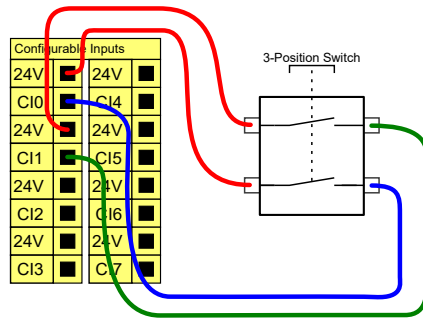 Configurable Inputs
24V 24V
CI0 CI4
24V 24V
CI1 CI5
24V 24V
CI2 CI6
24V 24V
CI3 CI7
3-Position Switch